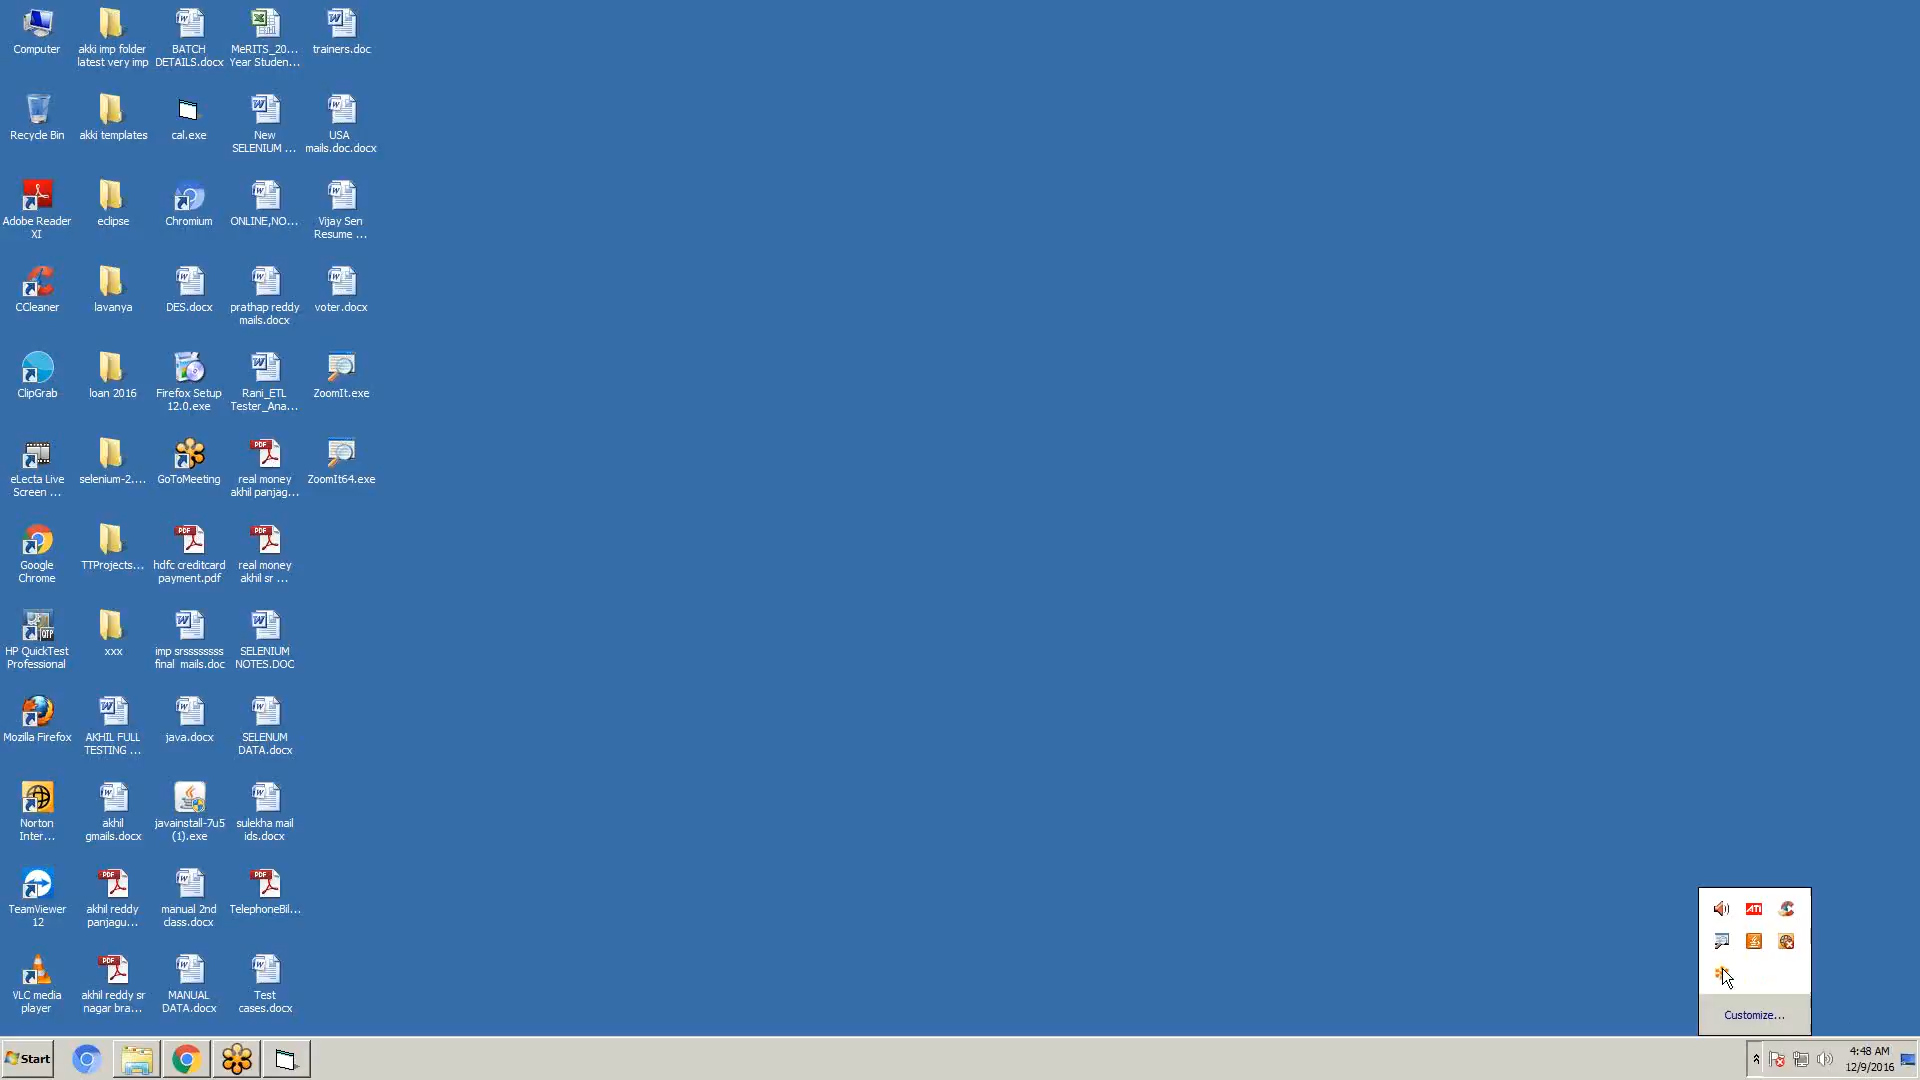 Computer
akki imp folder
latest very imp
BATCH
DETAILS.docx
MeRITS_20...
Year Studen...
trainers.doc
Recycle Bin
akki templates
cal.exe
New
SELENIUM ...
USA
mails.doc.docx
Adobe Reader
XI
eclipse
Chromium
ONLINE,NO...
Vijay Sen
Resume ...
CCleaner
lavanya
DES.docx
prathap reddy
mails.docx
voter.docx
ClipGrab
loan 2016
Firefox Setup
12.0.exe
Rani_ETL
Tester_Ana...
ZoomIt.exe
eLecta Live
Screen ...
selenium-2....
GoToMeeting
real money
akhil panjag...
ZoomIt64.exe
Google
Chrome
TTProjects...
hdfc creditcard
payment.pdf
real money
akhil sr ...
HP QuickTest
Professional
xxx
imp srssssssss
final mails.doc
SELENIUM
NOTES.DOC
Mozilla Firefox
AKHIL FULL
TESTING ...
java.docx
SELENUM
DATA.docx
Norton
Inter...
akhil
gmails.docx
javainstall-7u5
(1).exe
sulekha mail
ids.docx
TeamViewer
12
akhil reddy
panjagu...
manual 2nd
class.docx
TelephoneBil...
VLC media
player
akhil reddy sr
nagar bra...
MANUAL
DATA.docx
Test
cases.docx
ATI
Customize...
Start
4:48 AM
12/9/2016